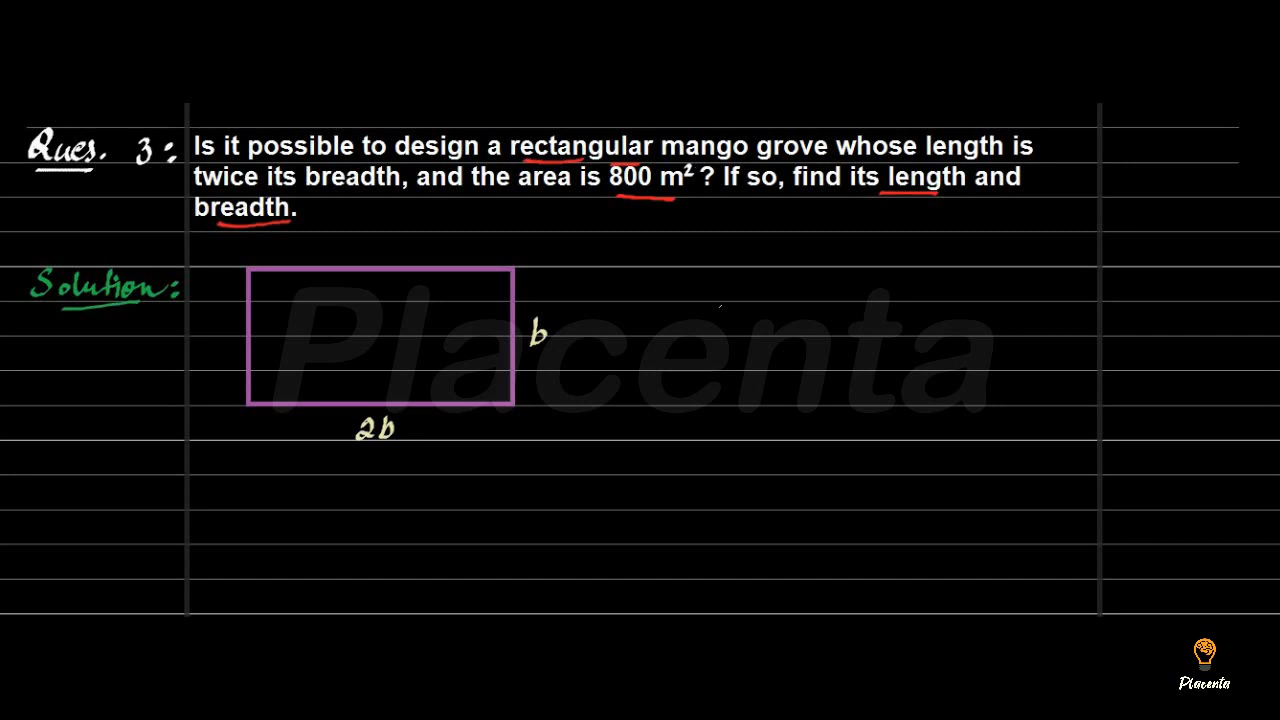 Ques. 3: Is it possible to design a rectangular mango grove whose length is
twice its breadth, and the area is 800 m² ? If so, find its length and
breadth.
Solution:
Placenta
b
2b
Placenta